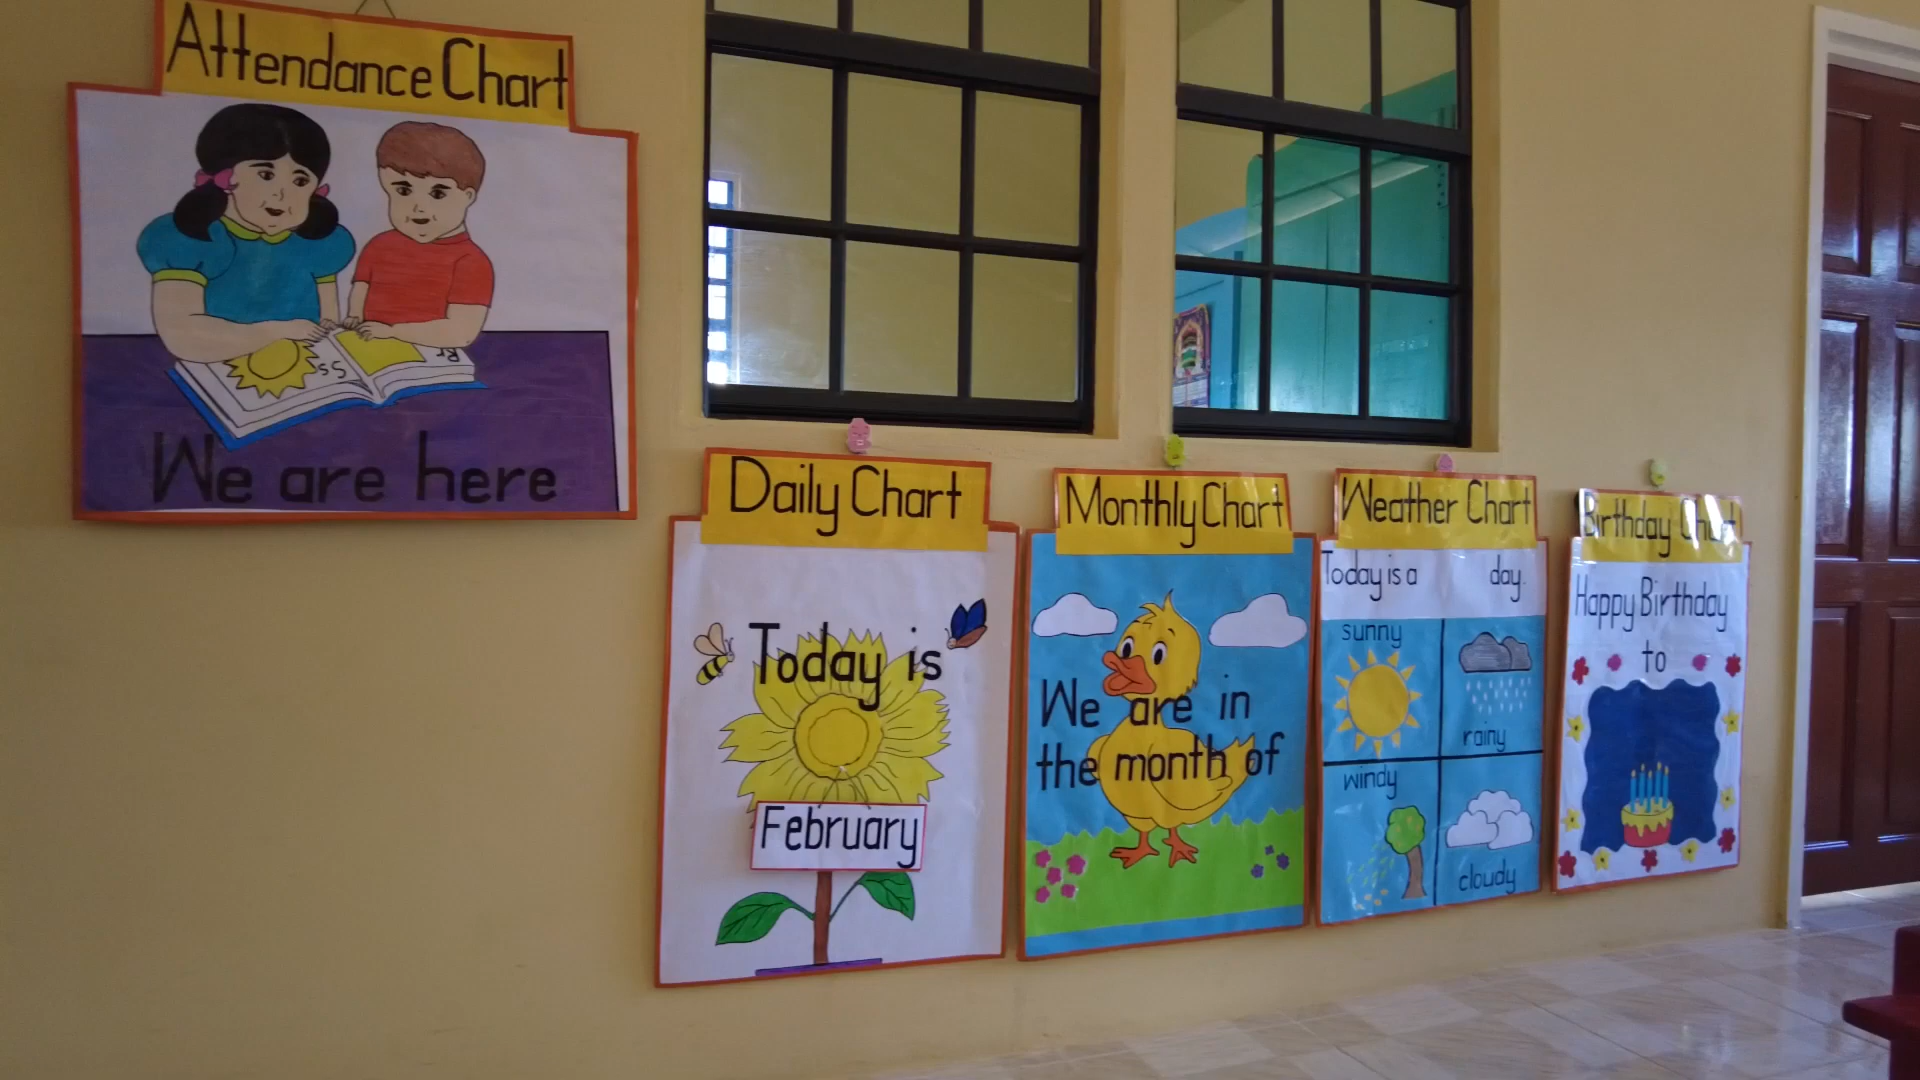 Attendance Chart
Ss
Rr
We are here
Daily Chart
Today is
February
Monthly Chart
We are in
the month of
Weather Chart
Today is a day.
sunny
rainy
windy
cloudy
Birthday Chart
Happy Birthday
to